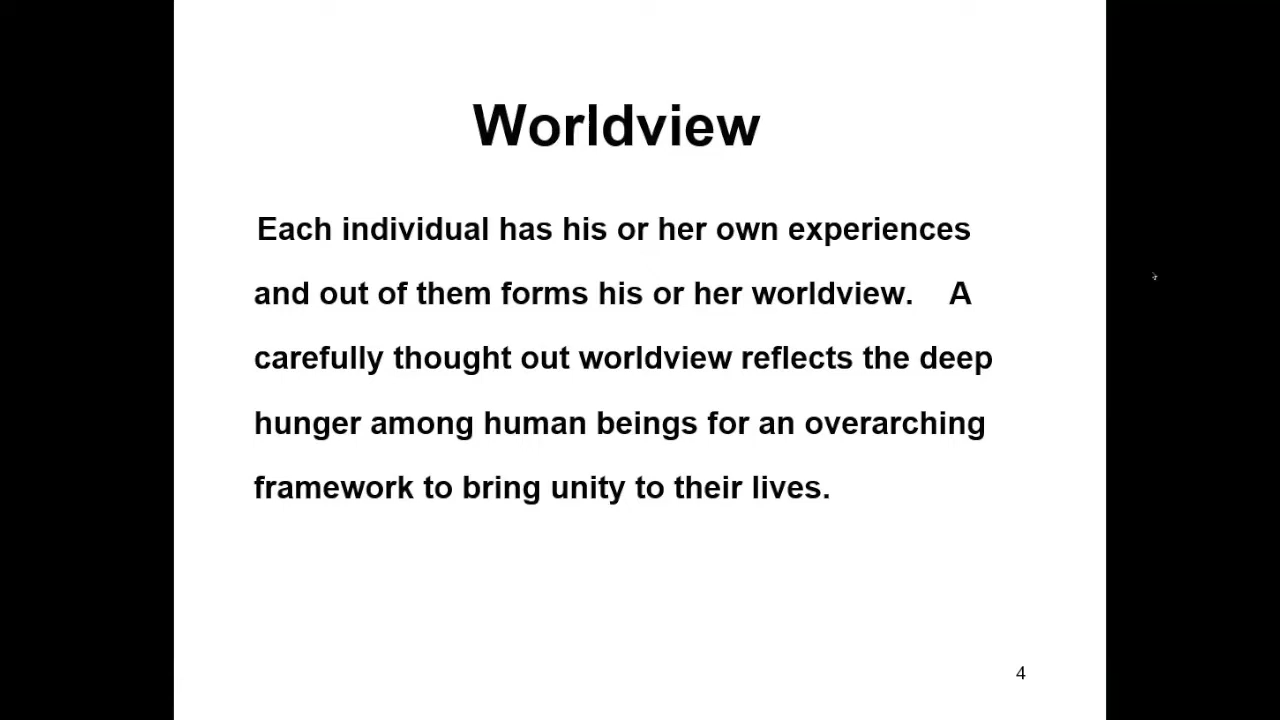 Worldview
Each individual has his or her own experiences
and out of them forms his or her worldview. A
carefully thought out worldview reflects the deep
hunger among human beings for an overarching
framework to bring unity to their lives.
4